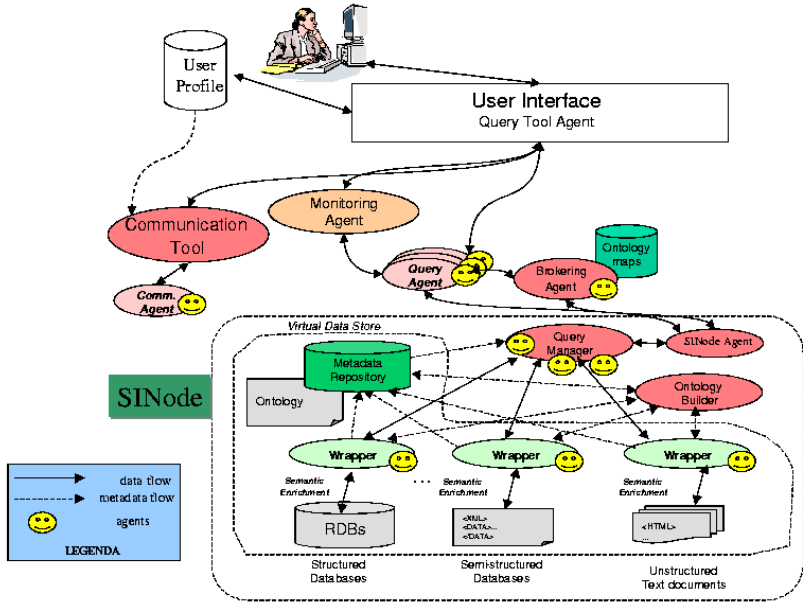 User
Profile
User Interface
Query Tool Agent
Communication
Tool
Monitoring
Agent
Query
Agent
Brokering
Agent
Ontology
maps
Comm.
Agent
Virtual Data Store
Query
Manager
SINode Agent
Metadata
Repository
SINode
Ontology
Ontology
Builder
Wrapper
...
Wrapper
Wrapper
Semantic
Enrichment
Semantic
Enrichment
Semantic
Enrichment
data flow
metadata flow
agents
LEGENDA
RDBs
<XML>
<DATA>...
</DATA>
<HTML>
...
Structured
Databases
Semi-structured
Databases
Unstructured
Text documents